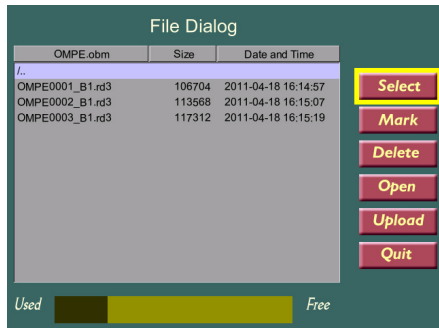 File Dialog
OMPE.obm Size Date and Time
/..
OMPE0001_B1.rd3 106704 2011-04-18 16:14:57
OMPE0002_B1.rd3 113568 2011-04-18 16:15:07
OMPE0003_B1.rd3 117312 2011-04-18 16:15:19
Select
Mark
Delete
Open
Upload
Quit
Used Free